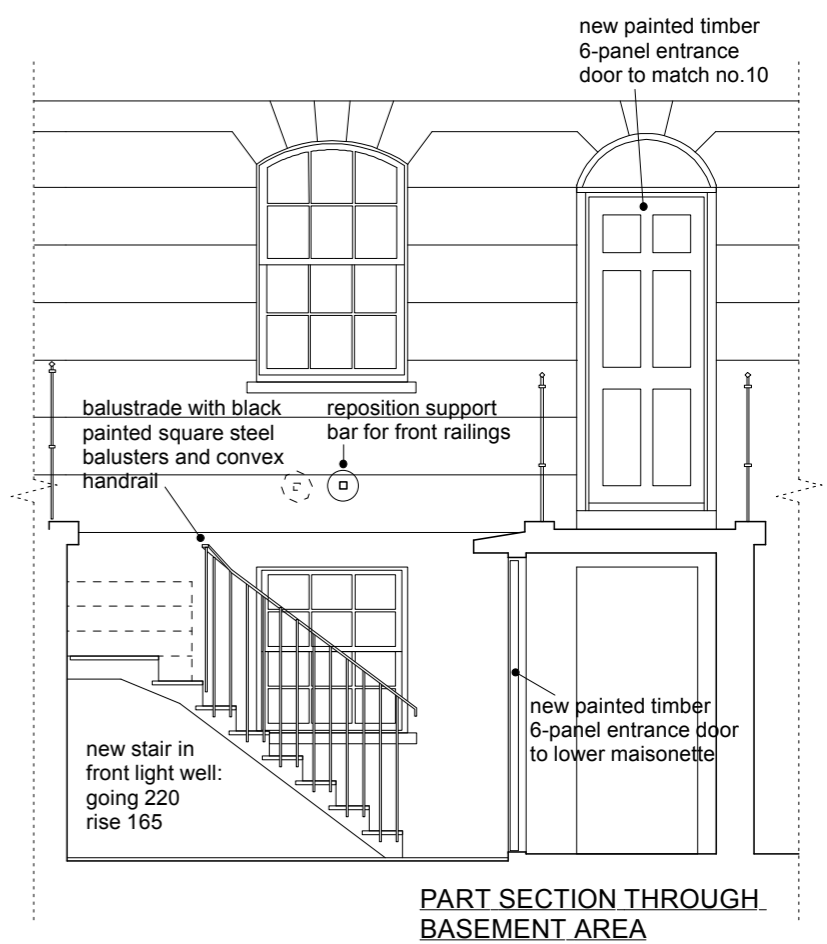 new painted timber
6-panel entrance
door to match no.10
balustrade with black
painted square steel
balusters and convex
handrail
reposition support
bar for front railings
new painted timber
6-panel entrance door
to lower maisonette
new stair in
front light well:
going 220
rise 165
PART SECTION THROUGH
BASEMENT AREA